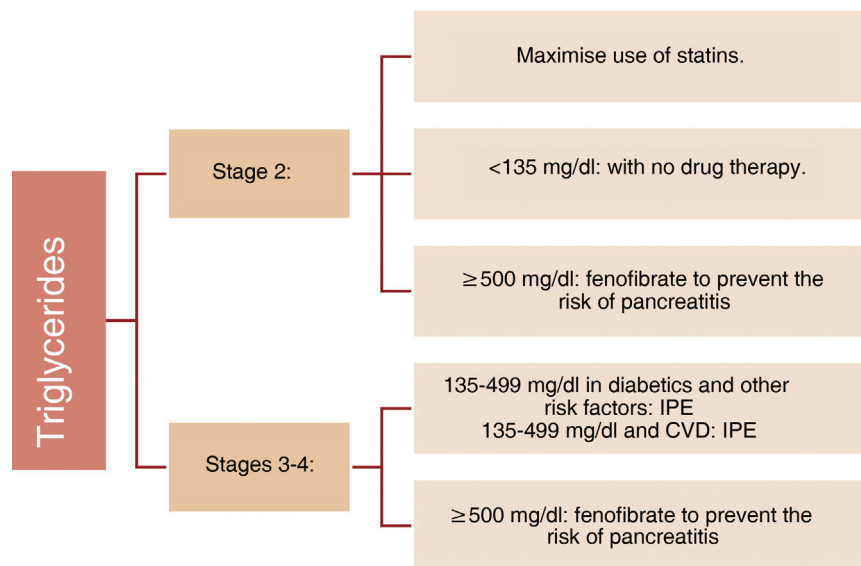 Triglycerides
Stage 2:
Maximise use of statins.
<135 mg/dl: with no drug therapy.
≥500 mg/dl: fenofibrate to prevent the
risk of pancreatitis
Stages 3-4:
135-499 mg/dl in diabetics and other
risk factors: IPE
135-499 mg/dl and CVD: IPE
≥500 mg/dl: fenofibrate to prevent the
risk of pancreatitis